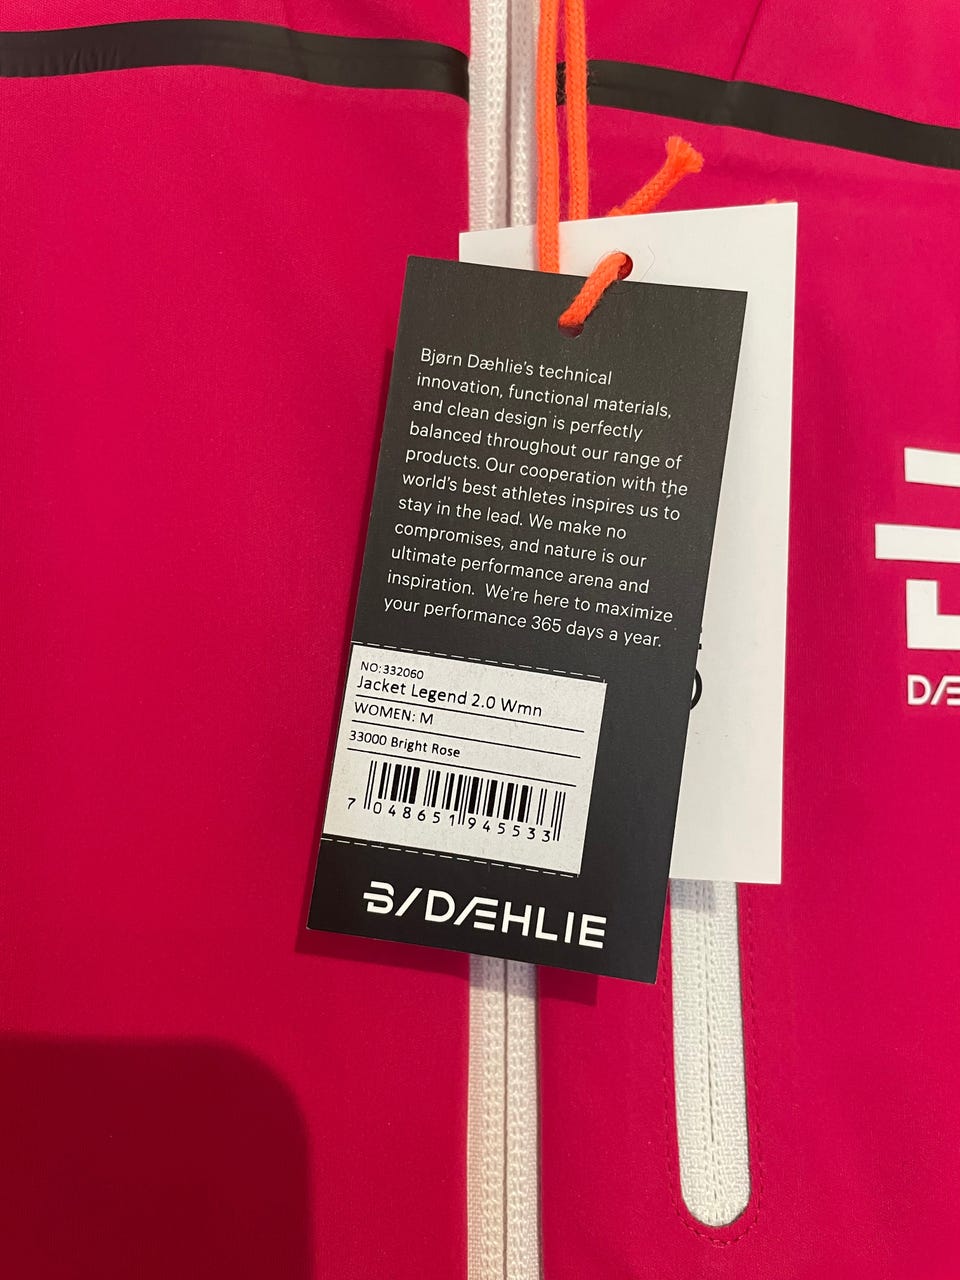 Bjørn Dæhlie's technical
innovation, functional materials,
and clean design is perfectly
balanced throughout our range of
products. Our cooperation with the
world's best athletes inspires us to
stay in the lead. We make no
compromises, and nature is our
ultimate performance arena and
inspiration. We're here to maximize
your performance 365 days a year.
NO: 332060
Jacket Legend 2.0 Wmn
WOMEN: M
33000 Bright Rose
7 048651 945533
B/DÆHLIE
DÆ